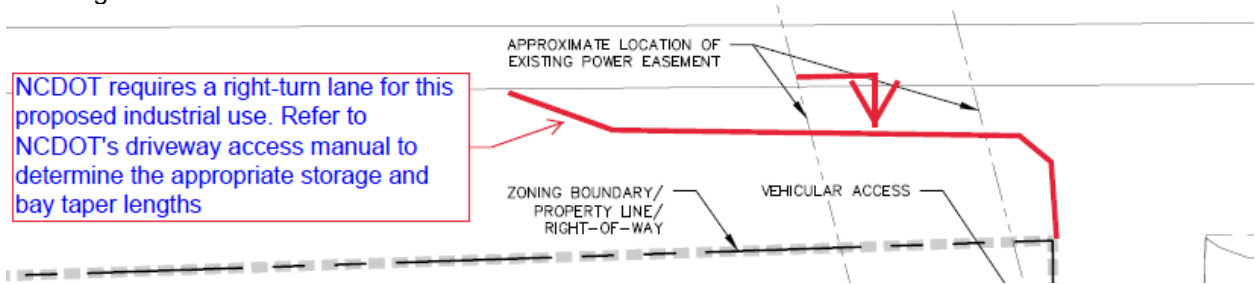 APPROXIMATE LOCATION OF
EXISTING POWER EASEMENT
NCDOT requires a right-turn lane for this
proposed industrial use. Refer to
NCDOT's driveway access manual to
determine the appropriate storage and
bay taper lengths
ZONING BOUNDARY/
PROPERTY LINE/
RIGHT-OF-WAY
VEHICULAR ACCESS